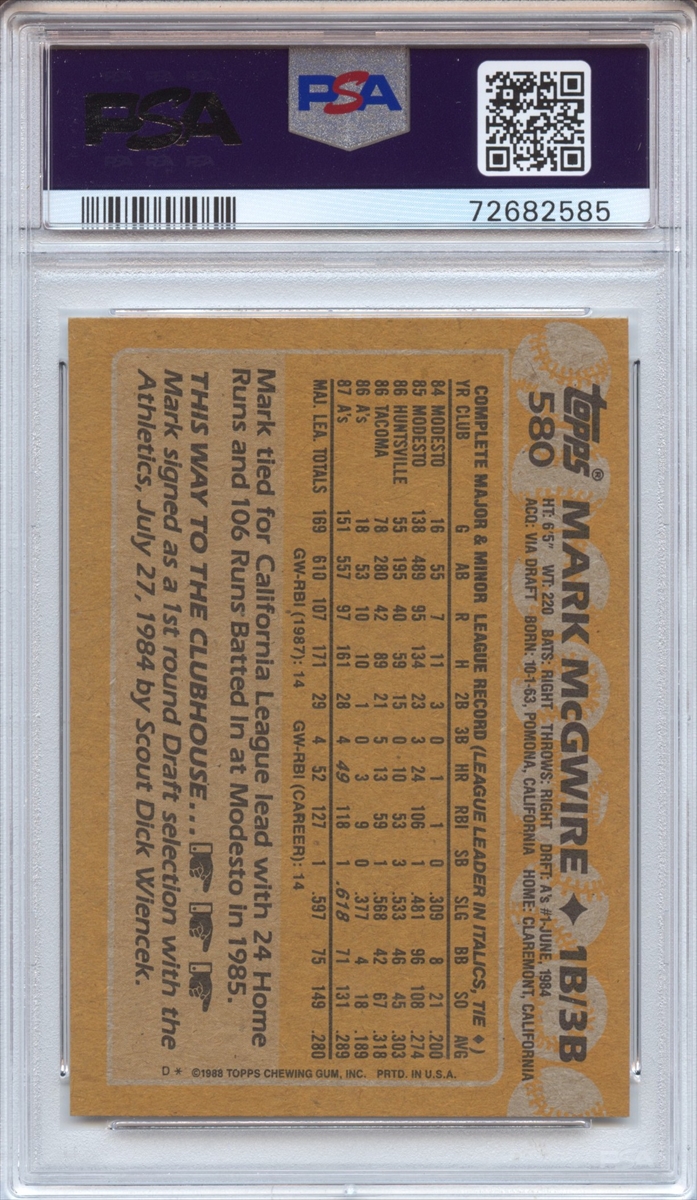 PSA
PSA
72682585
topps®
580
MARK McGWIRE ♦ 1B/3B
HT: 6'5" WT: 220 BATS: RIGHT THROWS: RIGHT DRFT: A's #1-JUNE, 1984
ACQ: VIA DRAFT BORN: 10-1-63, POMONA, CALIFORNIA HOME: CLAREMONT, CALIFORNIA
COMPLETE MAJOR & MINOR LEAGUE RECORD (LEAGUE LEADER IN ITALICS, TIE ♦)
YR CLUB G AB R H 2B 3B HR RBI SB SLG BB SO AVG
84 MODESTO 16 55 7 11 3 0 1 1 0 .309 8 21 .200
85 MODESTO 138 489 95 134 23 3 24 106 1 .481 96 108 .274
86 HUNTSVILLE 55 195 40 59 15 0 10 53 3 .533 46 45 .303
86 TACOMA 78 280 42 89 21 5 13 59 1 .568 42 67 .318
86 A's 18 53 10 10 1 0 3 9 0 .377 4 18 .189
87 A's 151 557 97 161 28 4 49 118 1 .618 71 131 .289
MAJ. LEA. TOTALS 169 610 107 171 29 4 52 127 1 .597 75 149 .280
GW-RBI (1987): 14 GW-RBI (CAREER): 14
Mark tied for California League lead with 24 Home
Runs and 106 Runs Batted In at Modesto in 1985.
THIS WAY TO THE CLUBHOUSE...
Mark signed as a 1st round Draft selection with the
Athletics, July 27, 1984 by Scout Dick Wiencek.
D * ©1988 TOPPS CHEWING GUM, INC. PRTD. IN U.S.A.
PSA